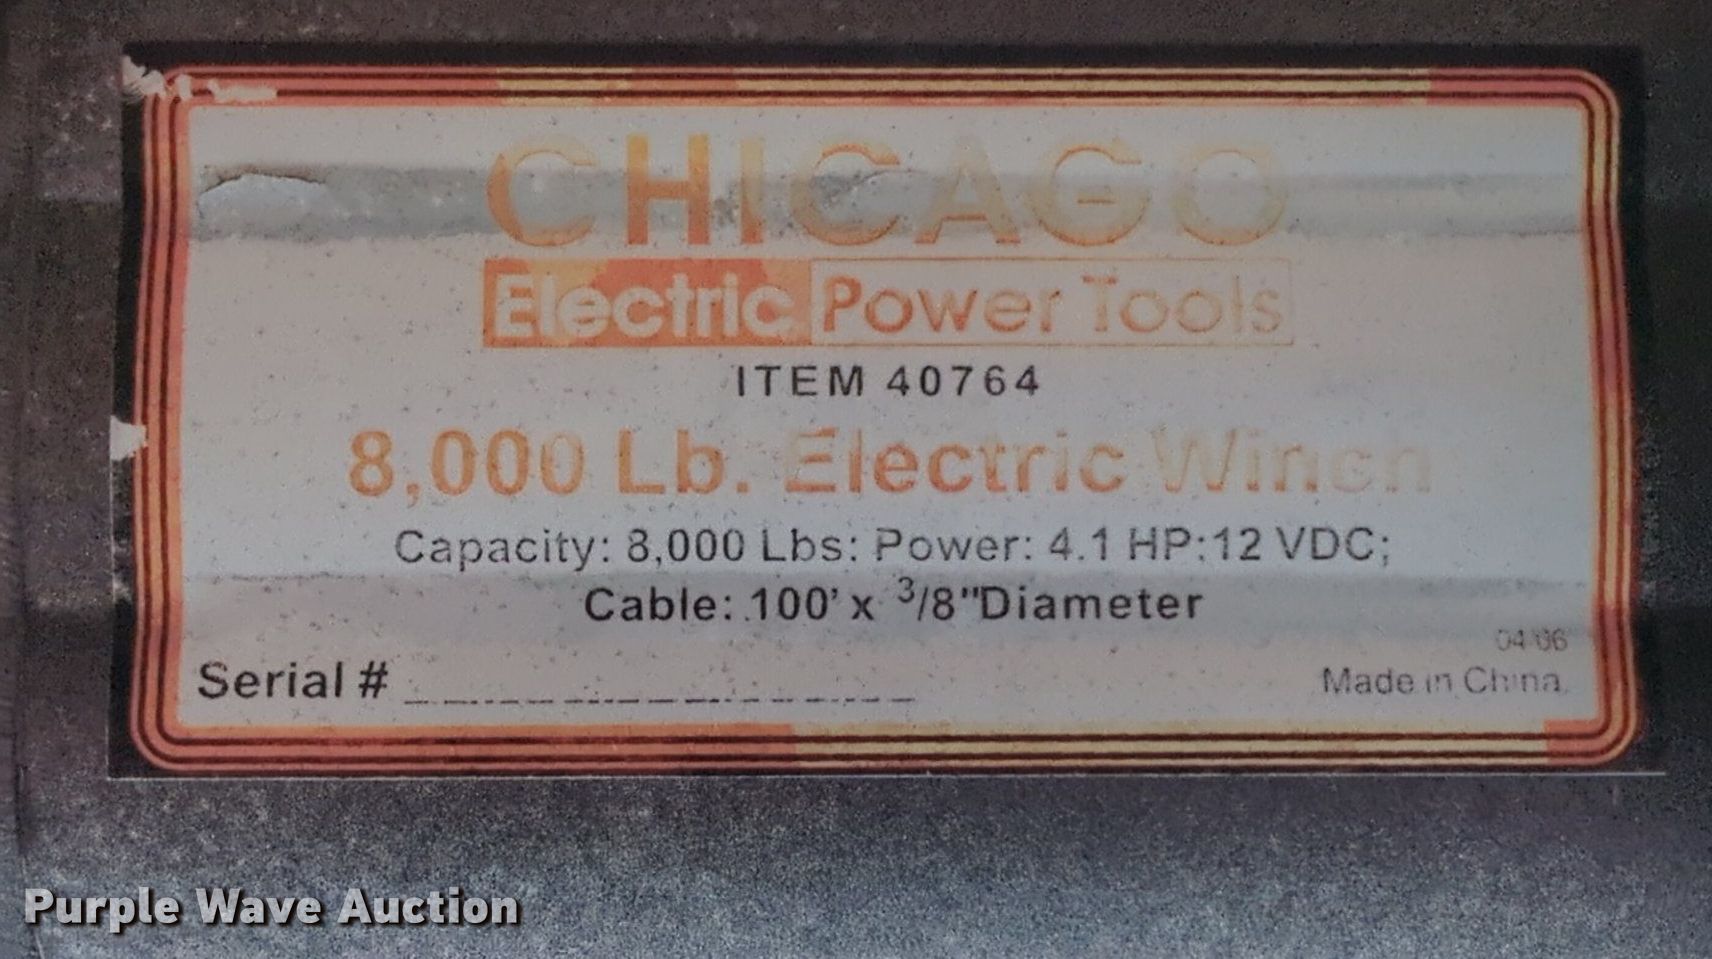 CHICAGO
Electric Power Tools
ITEM 40764
8,000 Lb. Electric Winch
Capacity: 8,000 Lbs: Power: 4.1 HP:12 VDC;
Cable: 100' x 3/8"Diameter
04/06
Serial #
Made in China
Purple Wave Auction